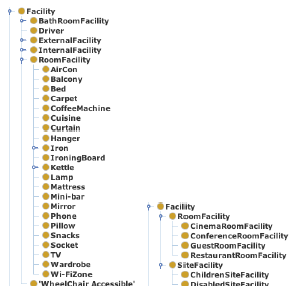 Facility
BathRoomFacility
Driver
ExternalFacility
InternalFacility
RoomFacility
AirCon
Balcony
Bed
Carpet
CoffeeMachine
Cuisine
Curtain
Hanger
Iron
IroningBoard
Kettle
Lamp
Mattress
Mini-bar
Mirror
Phone
Pillow
Snacks
Socket
TV
Wardrobe
Wi-FiZone
'WheelChair Accessible'
Facility
RoomFacility
CinemaRoomFacility
ConferenceRoomFacility
GuestRoomFacility
RestaurantRoomFacility
SiteFacility
ChildrenSiteFacility
DisabledSiteFacility